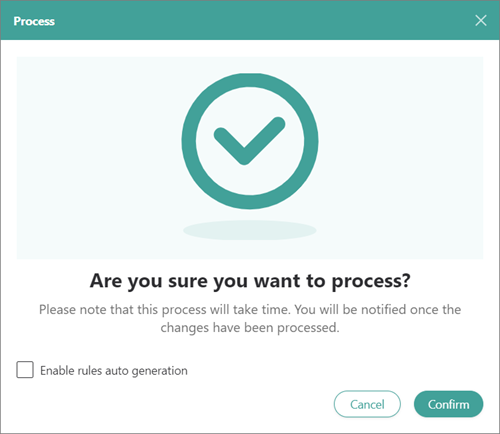 Process
Are you sure you want to process?
Please note that this process will take time. You will be notified once the
changes have been processed.
Enable rules auto generation
Cancel
Confirm